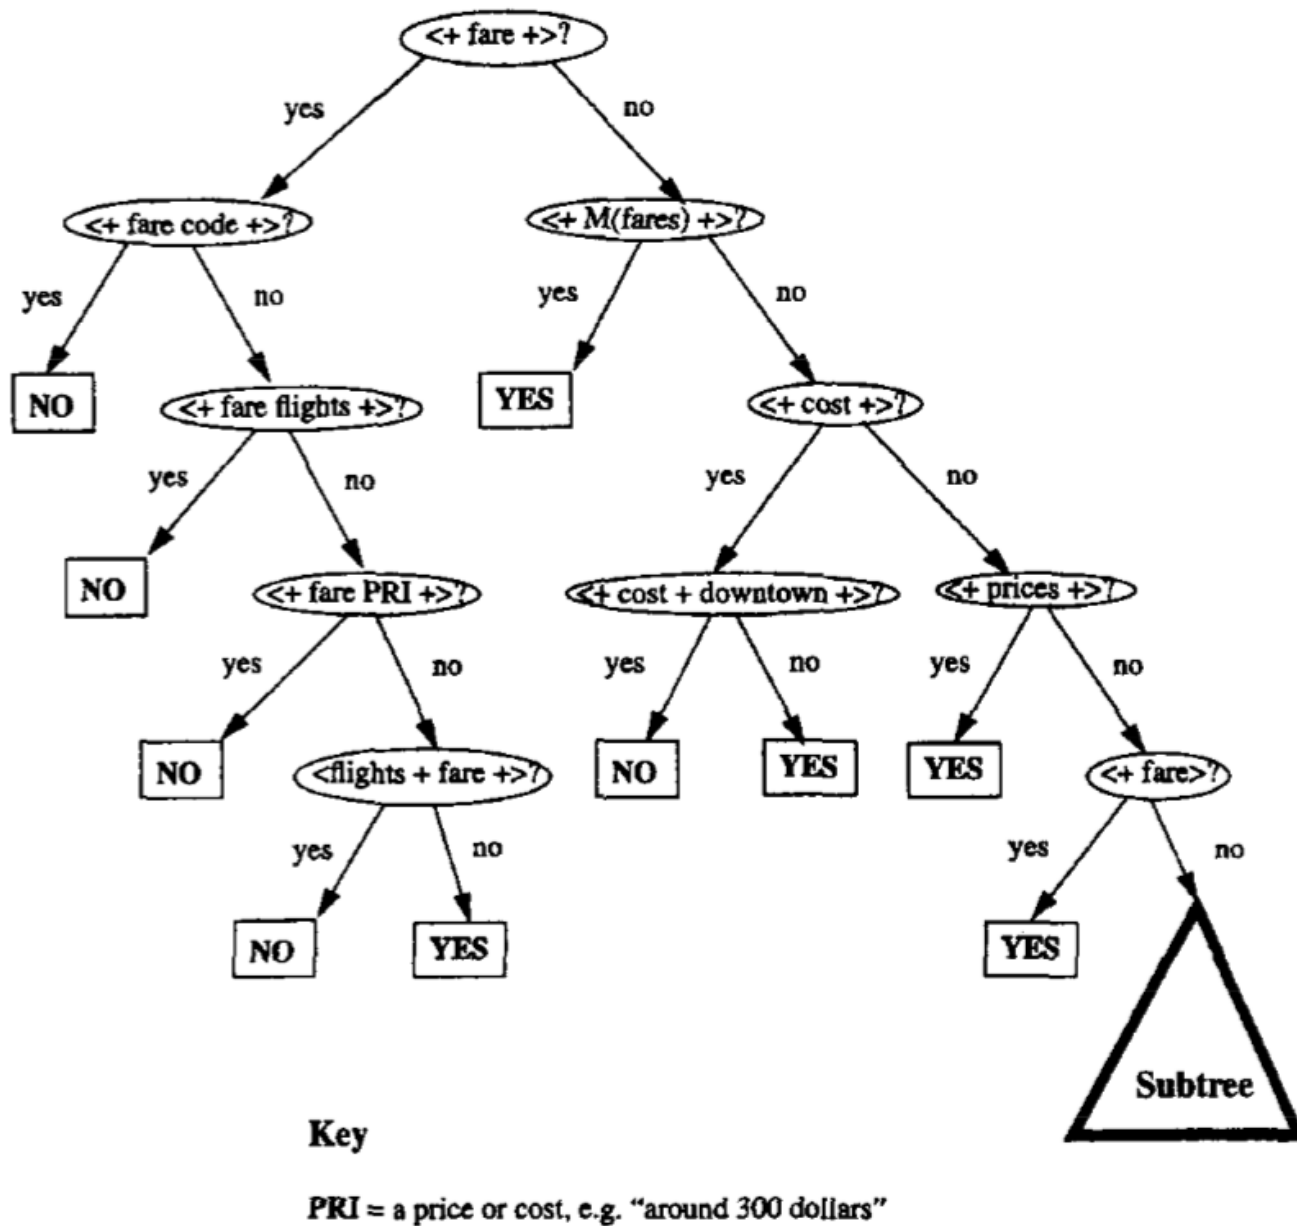 <+ fare +>?
yes no
<+ fare code +>? <+ M(fares) +>?
yes no yes no
NO <+ fare flights +>? YES <+ cost +>?
yes no yes no
NO <+ fare PRI +>? <+ cost + downtown +>? <+ prices +>?
yes no yes no yes no
NO <flights + fare +>? NO YES YES <+ fare>?
yes no yes no
NO YES YES
Subtree
Key
PRI = a price or cost, e.g. “around 300 dollars”